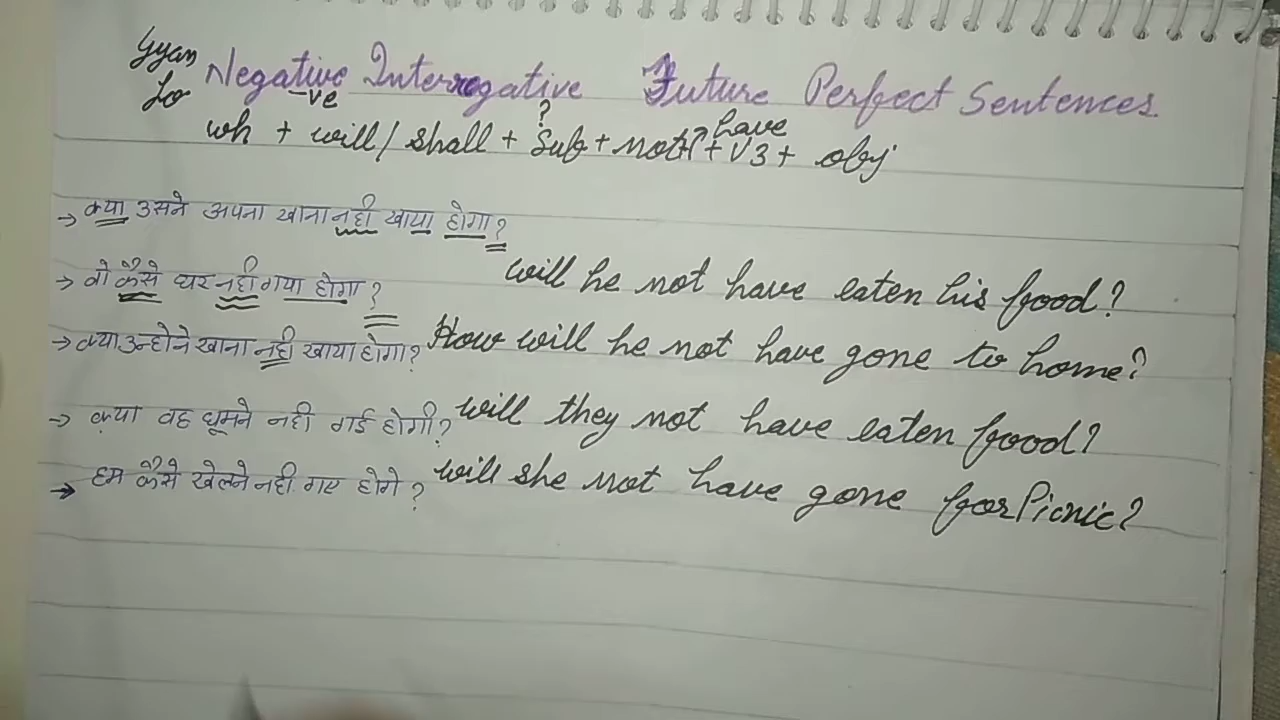 Gyan
Negative Interrogative Future Perfect Sentences
-ve ?
wh + will / shall + Sub + not + have + V3 + obj
→ क्या उसने अपना खाना नही खाया होगा?
will he not have eaten his food?
→ वो कैसे घर नही गया होगा?
How will he not have gone to home?
→ क्या उन्होने खाना नही खाया होगा?
will they not have eaten food?
→ क्या वह घूमने नही गई होगी?
will she not have gone for Picnic?
→ हम कैसे खेलने नही गए होगे?